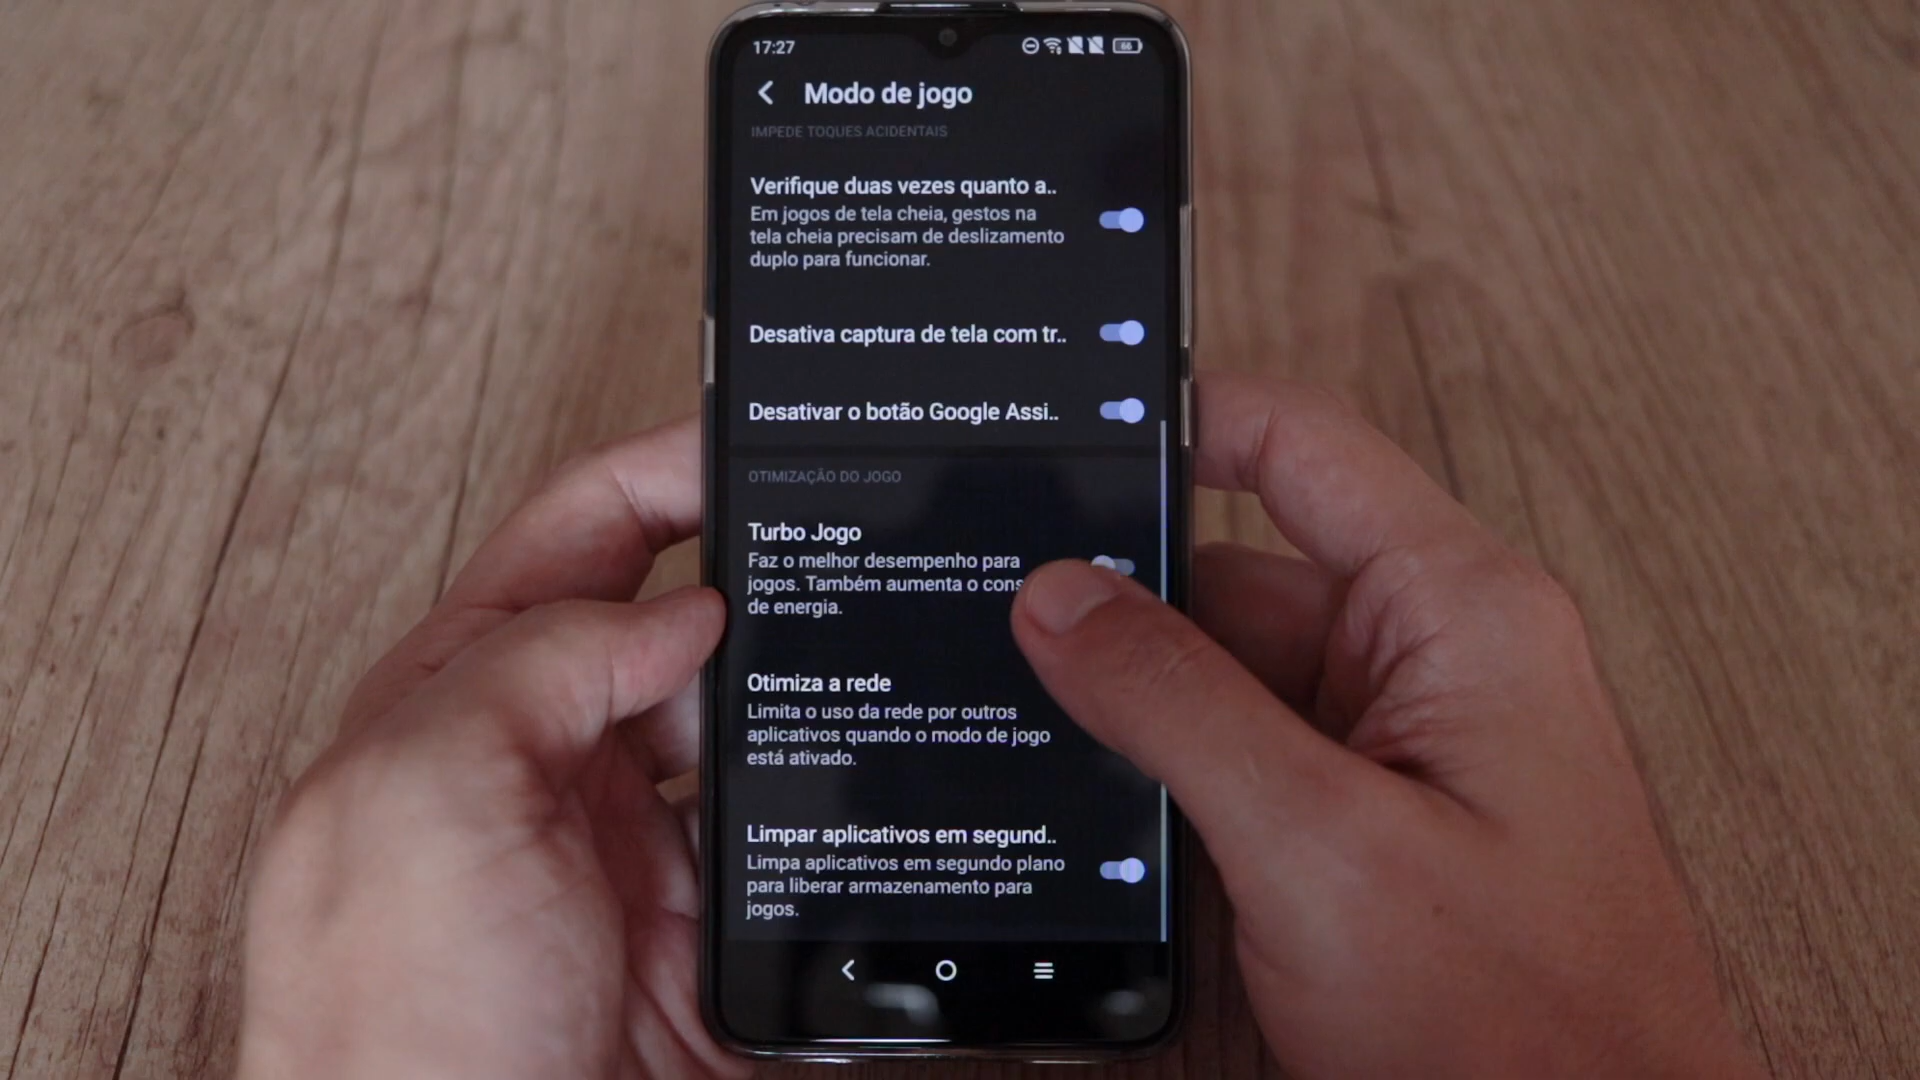 17:27
66
Modo de jogo
IMPEDE TOQUES ACIDENTAIS
Verifique duas vezes quanto a..
Em jogos de tela cheia, gestos na
tela cheia precisam de deslizamento
duplo para funcionar.
Desativa captura de tela com tr..
Desativar o botão Google Assi..
OTIMIZAÇÃO DO JOGO
Turbo Jogo
Faz o melhor desempenho para
jogos. Também aumenta o cons
de energia.
Otimiza a rede
Limita o uso da rede por outros
aplicativos quando o modo de jogo
está ativado.
Limpar aplicativos em segund..
Limpa aplicativos em segundo plano
para liberar armazenamento para
jogos.